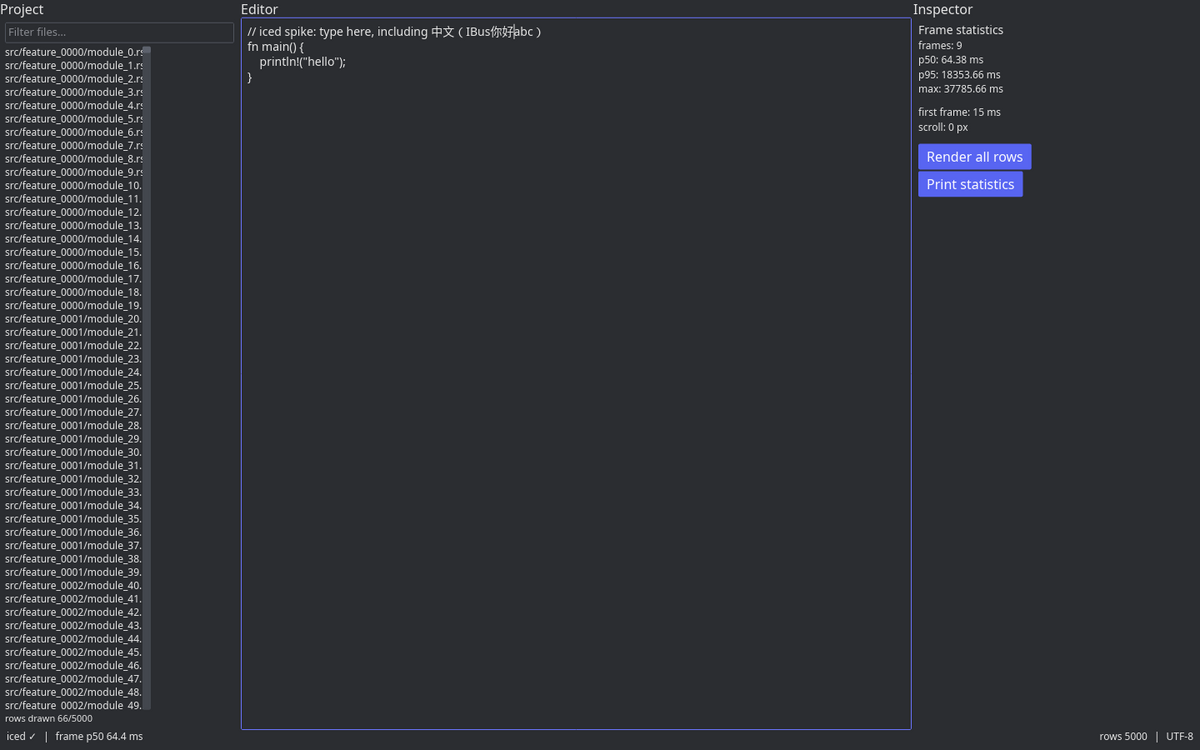 Project
Filter files...
src/feature_0000/module_0.rs
src/feature_0000/module_1.rs
src/feature_0000/module_2.rs
src/feature_0000/module_3.rs
src/feature_0000/module_4.rs
src/feature_0000/module_5.rs
src/feature_0000/module_6.rs
src/feature_0000/module_7.rs
src/feature_0000/module_8.rs
src/feature_0000/module_9.rs
src/feature_0000/module_10.
src/feature_0000/module_11.
src/feature_0000/module_12.
src/feature_0000/module_13.
src/feature_0000/module_14.
src/feature_0000/module_15.
src/feature_0000/module_16.
src/feature_0000/module_17.
src/feature_0000/module_18.
src/feature_0000/module_19.
src/feature_0001/module_20.
src/feature_0001/module_21.
src/feature_0001/module_22.
src/feature_0001/module_23.
src/feature_0001/module_24.
src/feature_0001/module_25.
src/feature_0001/module_26.
src/feature_0001/module_27.
src/feature_0001/module_28.
src/feature_0001/module_29.
src/feature_0001/module_30.
src/feature_0001/module_31.
src/feature_0001/module_32.
src/feature_0001/module_33.
src/feature_0001/module_34.
src/feature_0001/module_35.
src/feature_0001/module_36.
src/feature_0001/module_37.
src/feature_0001/module_38.
src/feature_0001/module_39.
src/feature_0002/module_40.
src/feature_0002/module_41.
src/feature_0002/module_42.
src/feature_0002/module_43.
src/feature_0002/module_44.
src/feature_0002/module_45.
src/feature_0002/module_46.
src/feature_0002/module_47.
src/feature_0002/module_48.
src/feature_0002/module_49.
rows drawn 66/5000
Editor
// iced spike: type here, including 中文（IBus你好abc）
fn main() {
    println!("hello");
}
Inspector
Frame statistics
frames: 9
p50: 64.38 ms
p95: 18353.66 ms
max: 37785.66 ms
first frame: 15 ms
scroll: 0 px
Render all rows
Print statistics
iced ✓ | frame p50 64.4 ms
rows 5000 | UTF-8